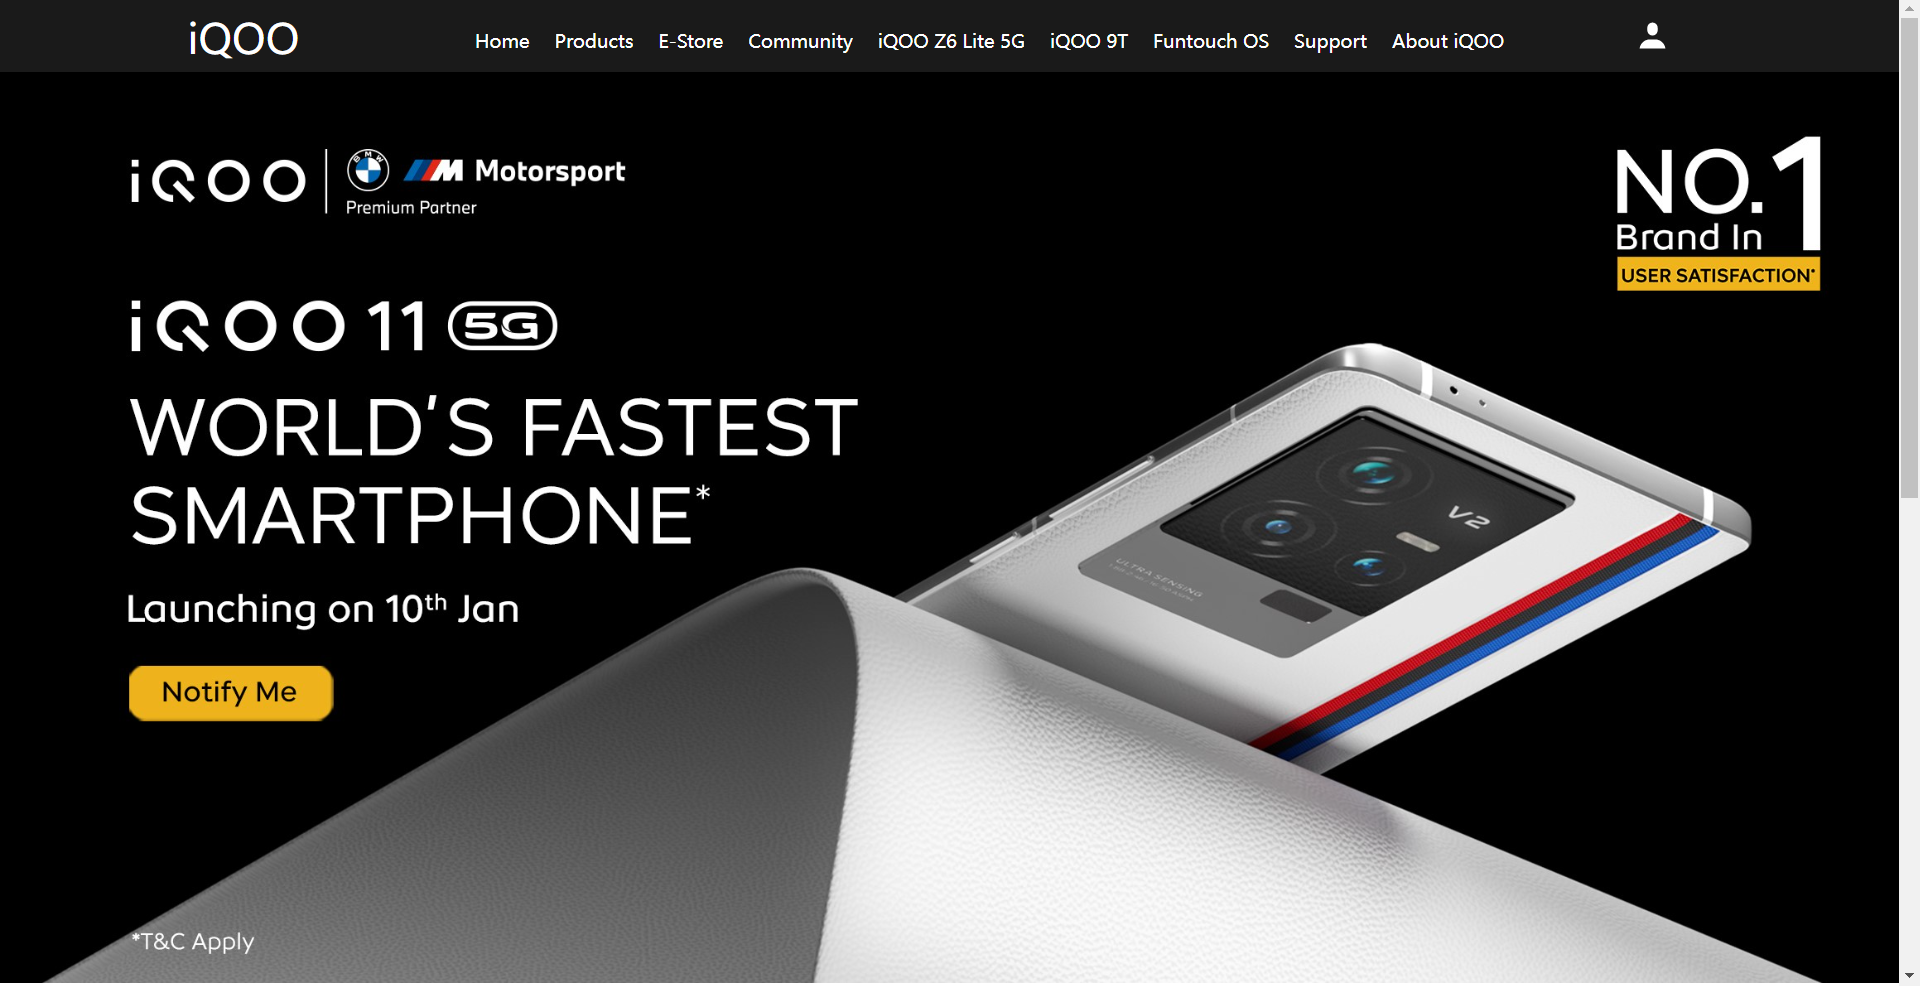 iQOO
Home Products E-Store Community iQOO Z6 Lite 5G iQOO 9T Funtouch OS Support About iQOO
iQOO
BMW
M Motorsport
Premium Partner
NO.1
Brand In
USER SATISFACTION*
iQOO 11 5G
WORLD'S FASTEST
SMARTPHONE*
Launching on 10th Jan
Notify Me
V2
ULTRA SENSING
*T&C Apply